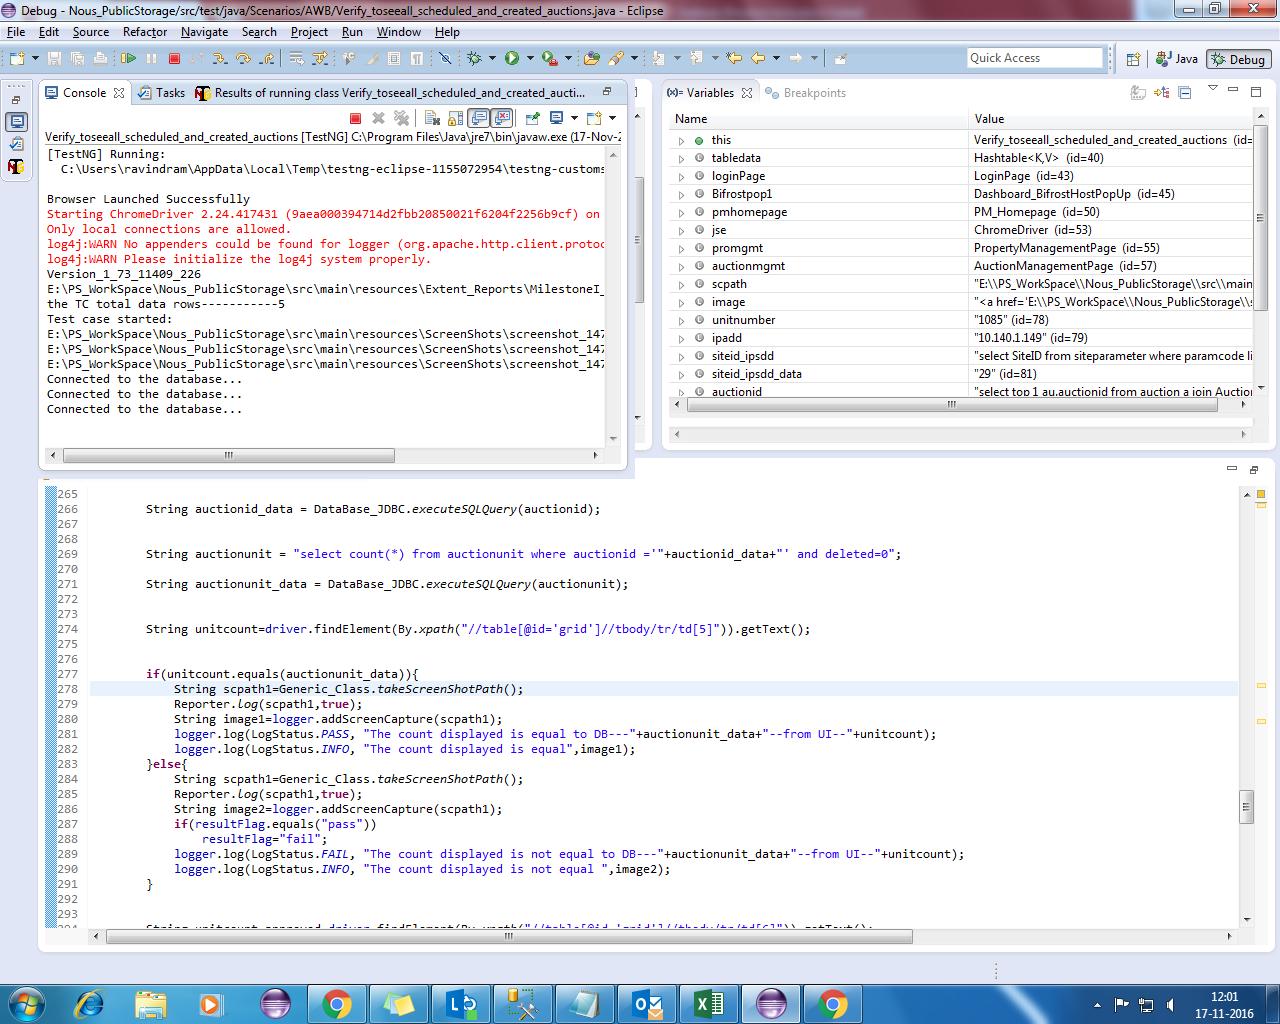 Debug - Nous_PublicStorage/src/test/java/Scenarios/AWB/Verify_toseeall_scheduled_and_created_auctions.java - Eclipse
File Edit Source Refactor Navigate Search Project Run Window Help
Quick Access
Java
Debug
Console
Tasks
Results of running class Verify_toseeall_scheduled_and_created_aucti...
Verify_toseeall_scheduled_and_created_auctions [TestNG] C:\Program Files\Java\jre7\bin\javaw.exe (17-Nov-2
[TestNG] Running:
C:\Users\ravindram\AppData\Local\Temp\testng-eclipse-1155072954\testng-customs
Browser Launched Successfully
Starting ChromeDriver 2.24.417431 (9aea000394714d2fbb20850021f6204f2256b9cf) on
Only local connections are allowed.
log4j:WARN No appenders could be found for logger (org.apache.http.client.protoc
log4j:WARN Please initialize the log4j system properly.
Version_1_73_11409_226
E:\PS_WorkSpace\Nous_PublicStorage\src\main\resources\Extent_Reports\MilestoneI_
the TC total data rows-----------5
Test case started:
E:\PS_WorkSpace\Nous_PublicStorage\src\main\resources\ScreenShots\screenshot_147
E:\PS_WorkSpace\Nous_PublicStorage\src\main\resources\ScreenShots\screenshot_147
E:\PS_WorkSpace\Nous_PublicStorage\src\main\resources\ScreenShots\screenshot_147
Connected to the database...
Connected to the database...
Connected to the database...
(x)= Variables
Breakpoints
Name Value
this Verify_toseeall_scheduled_and_created_auctions (id=
tabledata Hashtable<K,V> (id=40)
loginPage LoginPage (id=43)
Bifrostpop1 Dashboard_BifrostHostPopUp (id=45)
pmhomepage PM_Homepage (id=50)
jse ChromeDriver (id=53)
promgmt PropertyManagementPage (id=55)
auctionmgmt AuctionManagementPage (id=57)
scpath "E:\\PS_WorkSpace\\Nous_PublicStorage\\src\\main
image "<a href='E:\\PS_WorkSpace\\Nous_PublicStorage\\s
unitnumber "1085" (id=78)
ipadd "10.140.1.149" (id=79)
siteid_ipsdd "select SiteID from siteparameter where paramcode li
siteid_ipsdd_data "29" (id=81)
auctionid "select top 1 au.auctionid from auction a join Auctio
265
266 String auctionid_data = DataBase_JDBC.executeSQLQuery(auctionid);
267
268
269 String auctionunit = "select count(*) from auctionunit where auctionid ='"+auctionid_data+"' and deleted=0";
270
271 String auctionunit_data = DataBase_JDBC.executeSQLQuery(auctionunit);
272
273
274 String unitcount=driver.findElement(By.xpath("//table[@id='grid']//tbody/tr/td[5]")).getText();
275
276
277 if(unitcount.equals(auctionunit_data)){
278 String scpath1=Generic_Class.takeScreenShotPath();
279 Reporter.log(scpath1,true);
280 String image1=logger.addScreenCapture(scpath1);
281 logger.log(LogStatus.PASS, "The count displayed is equal to DB---"+auctionunit_data+"--from UI--"+unitcount);
282 logger.log(LogStatus.INFO, "The count displayed is equal",image1);
283 }else{
284 String scpath1=Generic_Class.takeScreenShotPath();
285 Reporter.log(scpath1,true);
286 String image2=logger.addScreenCapture(scpath1);
287 if(resultFlag.equals("pass"))
288 resultFlag="fail";
289 logger.log(LogStatus.FAIL, "The count displayed is not equal to DB---"+auctionunit_data+"--from UI--"+unitcount);
290 logger.log(LogStatus.INFO, "The count displayed is not equal ",image2);
291 }
292
293
294 String unitcount_approved=driver.findElement(By.xpath("//table[@id='grid']//tbody/tr/td[6]")).getText();
12:01
17-11-2016